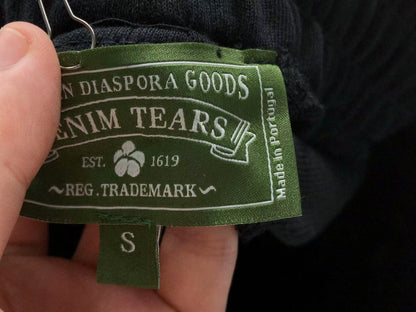 N DIASPORA GOODS
ENIM TEARS
EST. 1619
REG. TRADEMARK
Made in Portugal
S